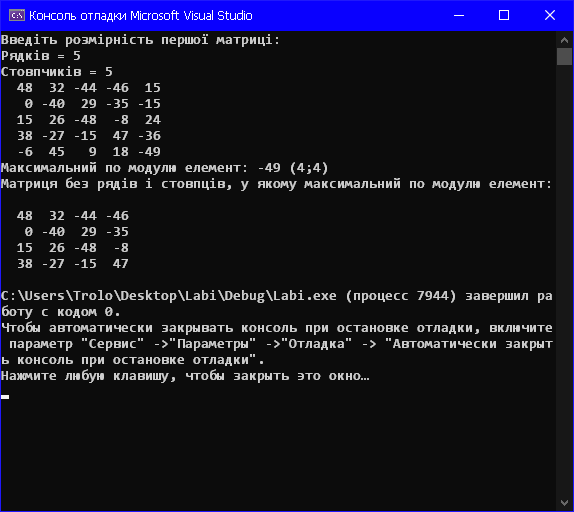 Консоль отладки Microsoft Visual Studio
Введіть розмірність першої матриці:
Рядків = 5
Стовпчиків = 5
48 32 -44 -46 15
0 -40 29 -35 -15
15 26 -48 -8 24
38 -27 -15 47 -36
-6 45 9 18 -49
Максимальний по модулю елемент: -49 (4;4)
Матриця без рядів і стовпців, у якому максимальний по модулю елемент:
48 32 -44 -46
0 -40 29 -35
15 26 -48 -8
38 -27 -15 47
C:\Users\Trolo\Desktop\Labi\Debug\Labi.exe (процесс 7944) завершил ра
боту с кодом 0.
Чтобы автоматически закрывать консоль при остановке отладки, включите
параметр "Сервис" ->"Параметры" ->"Отладка" -> "Автоматически закрыт
ь консоль при остановке отладки".
Нажмите любую клавишу, чтобы закрыть это окно…